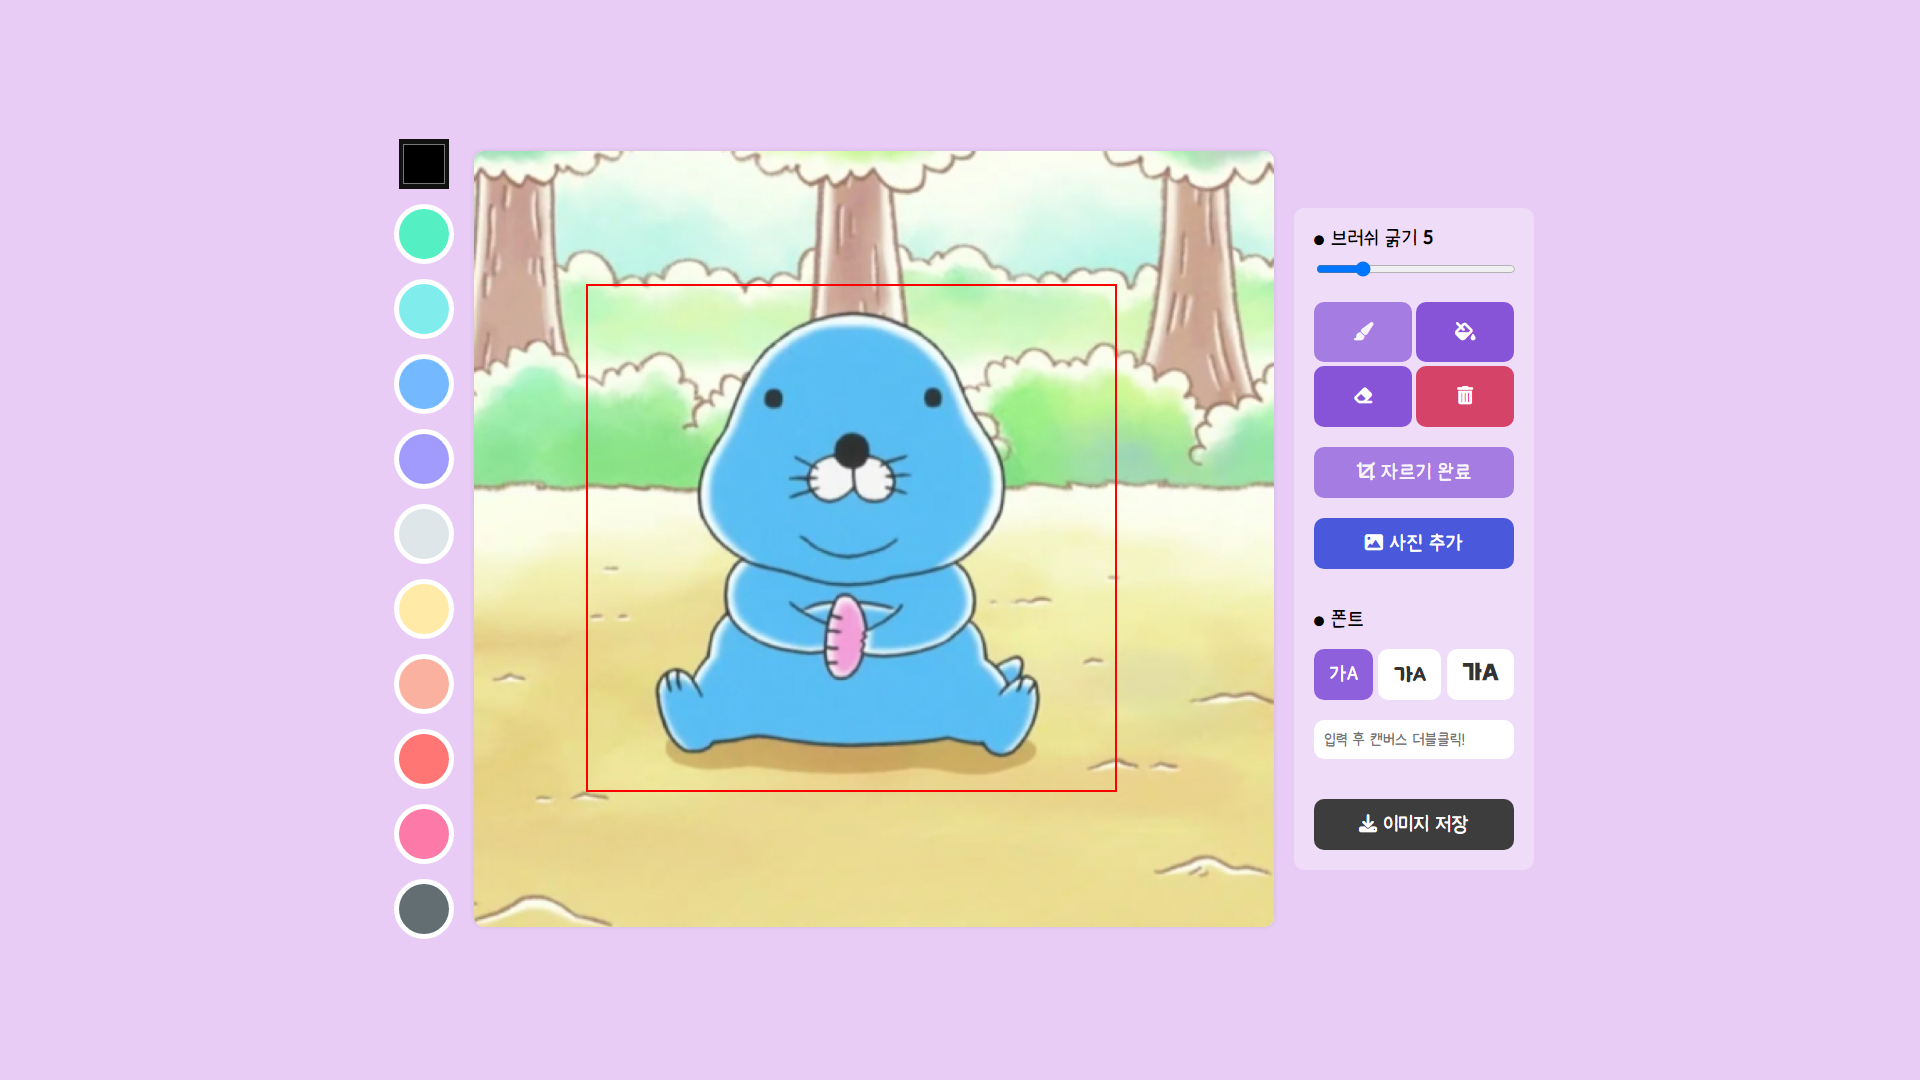 ● 브러쉬 굵기 5
자르기 완료
사진 추가
● 폰트
가A 가A 가A
입력 후 캔버스 더블클릭!
이미지 저장